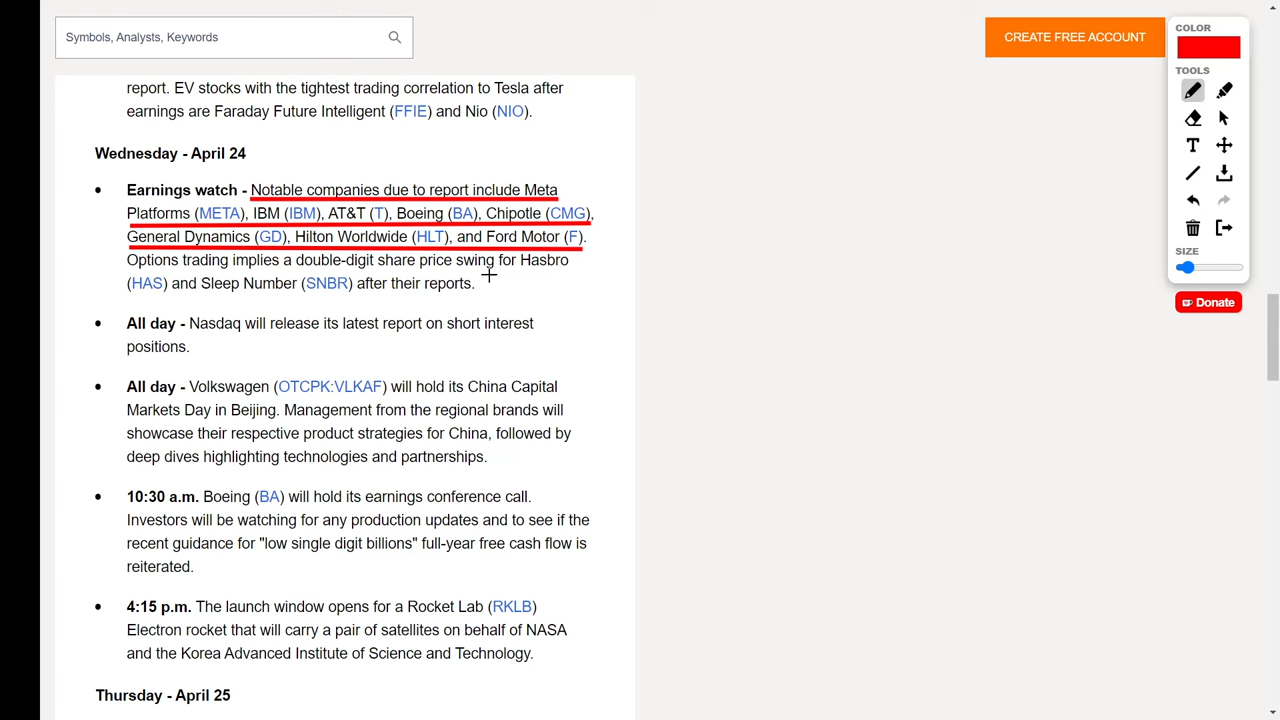 Symbols, Analysts, Keywords
CREATE FREE ACCOUNT
COLOR
TOOLS
T
SIZE
Donate
report. EV stocks with the tightest trading correlation to Tesla after
earnings are Faraday Future Intelligent (FFIE) and Nio (NIO).
Wednesday - April 24
• Earnings watch - Notable companies due to report include Meta
Platforms (META), IBM (IBM), AT&T (T), Boeing (BA), Chipotle (CMG),
General Dynamics (GD), Hilton Worldwide (HLT), and Ford Motor (F).
Options trading implies a double-digit share price swing for Hasbro
(HAS) and Sleep Number (SNBR) after their reports.
• All day - Nasdaq will release its latest report on short interest
positions.
• All day - Volkswagen (OTCPK:VLKAF) will hold its China Capital
Markets Day in Beijing. Management from the regional brands will
showcase their respective product strategies for China, followed by
deep dives highlighting technologies and partnerships.
• 10:30 a.m. Boeing (BA) will hold its earnings conference call.
Investors will be watching for any production updates and to see if the
recent guidance for "low single digit billions" full-year free cash flow is
reiterated.
• 4:15 p.m. The launch window opens for a Rocket Lab (RKLB)
Electron rocket that will carry a pair of satellites on behalf of NASA
and the Korea Advanced Institute of Science and Technology.
Thursday - April 25